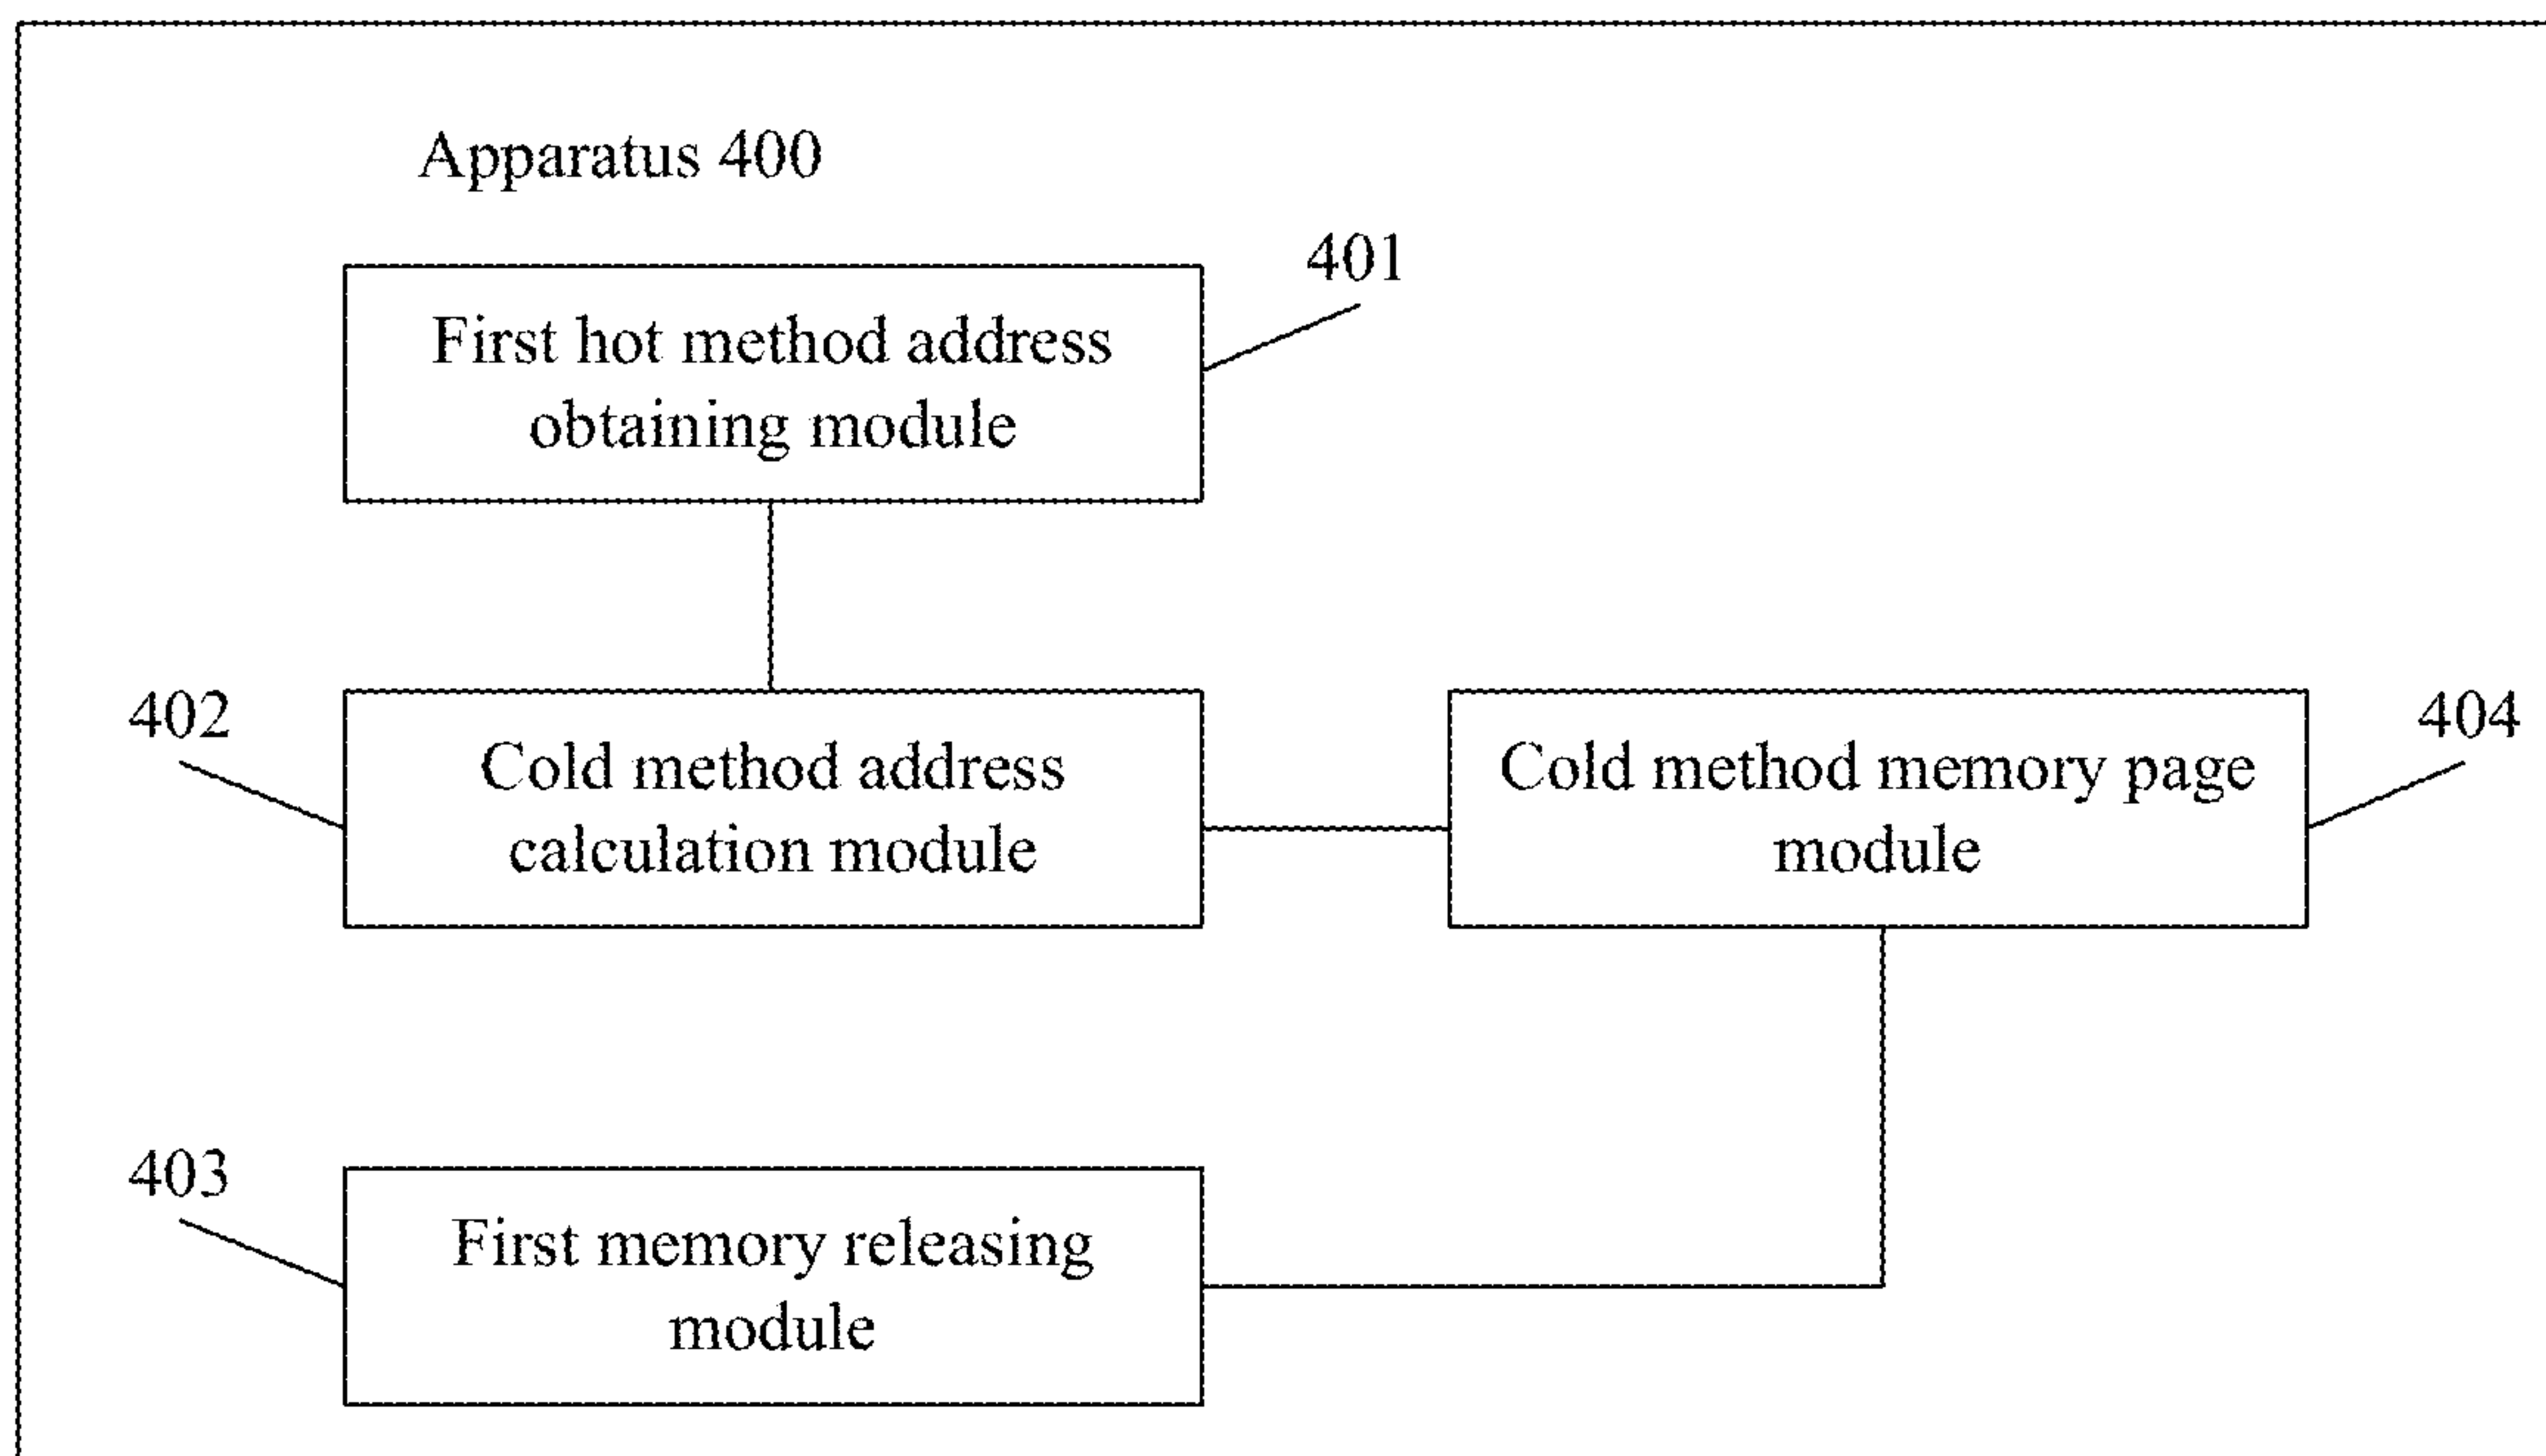 Apparatus 400
401
First hot method address
obtaining module
402
Cold method address
calculation module
Cold method memory page
module
404
403
First memory releasing
module